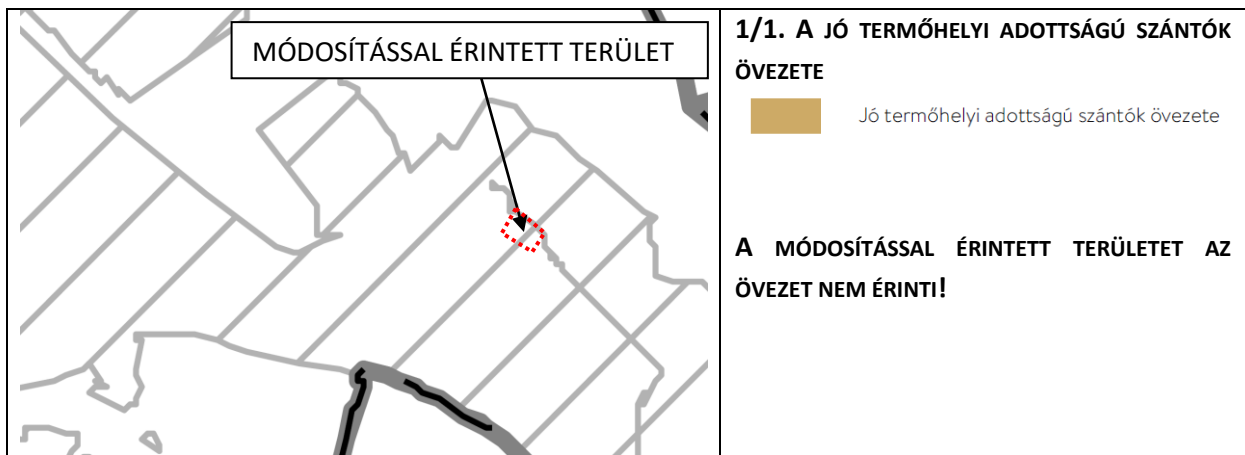 MÓDOSÍTÁSSAL ÉRINTETT TERÜLET
1/1. A JÓ TERMŐHELYI ADOTTSÁGÚ SZÁNTÓK
ÖVEZETE
Jó termőhelyi adottságú szántók övezete
A MÓDOSÍTÁSSAL ÉRINTETT TERÜLETET AZ
ÖVEZET NEM ÉRINTI!